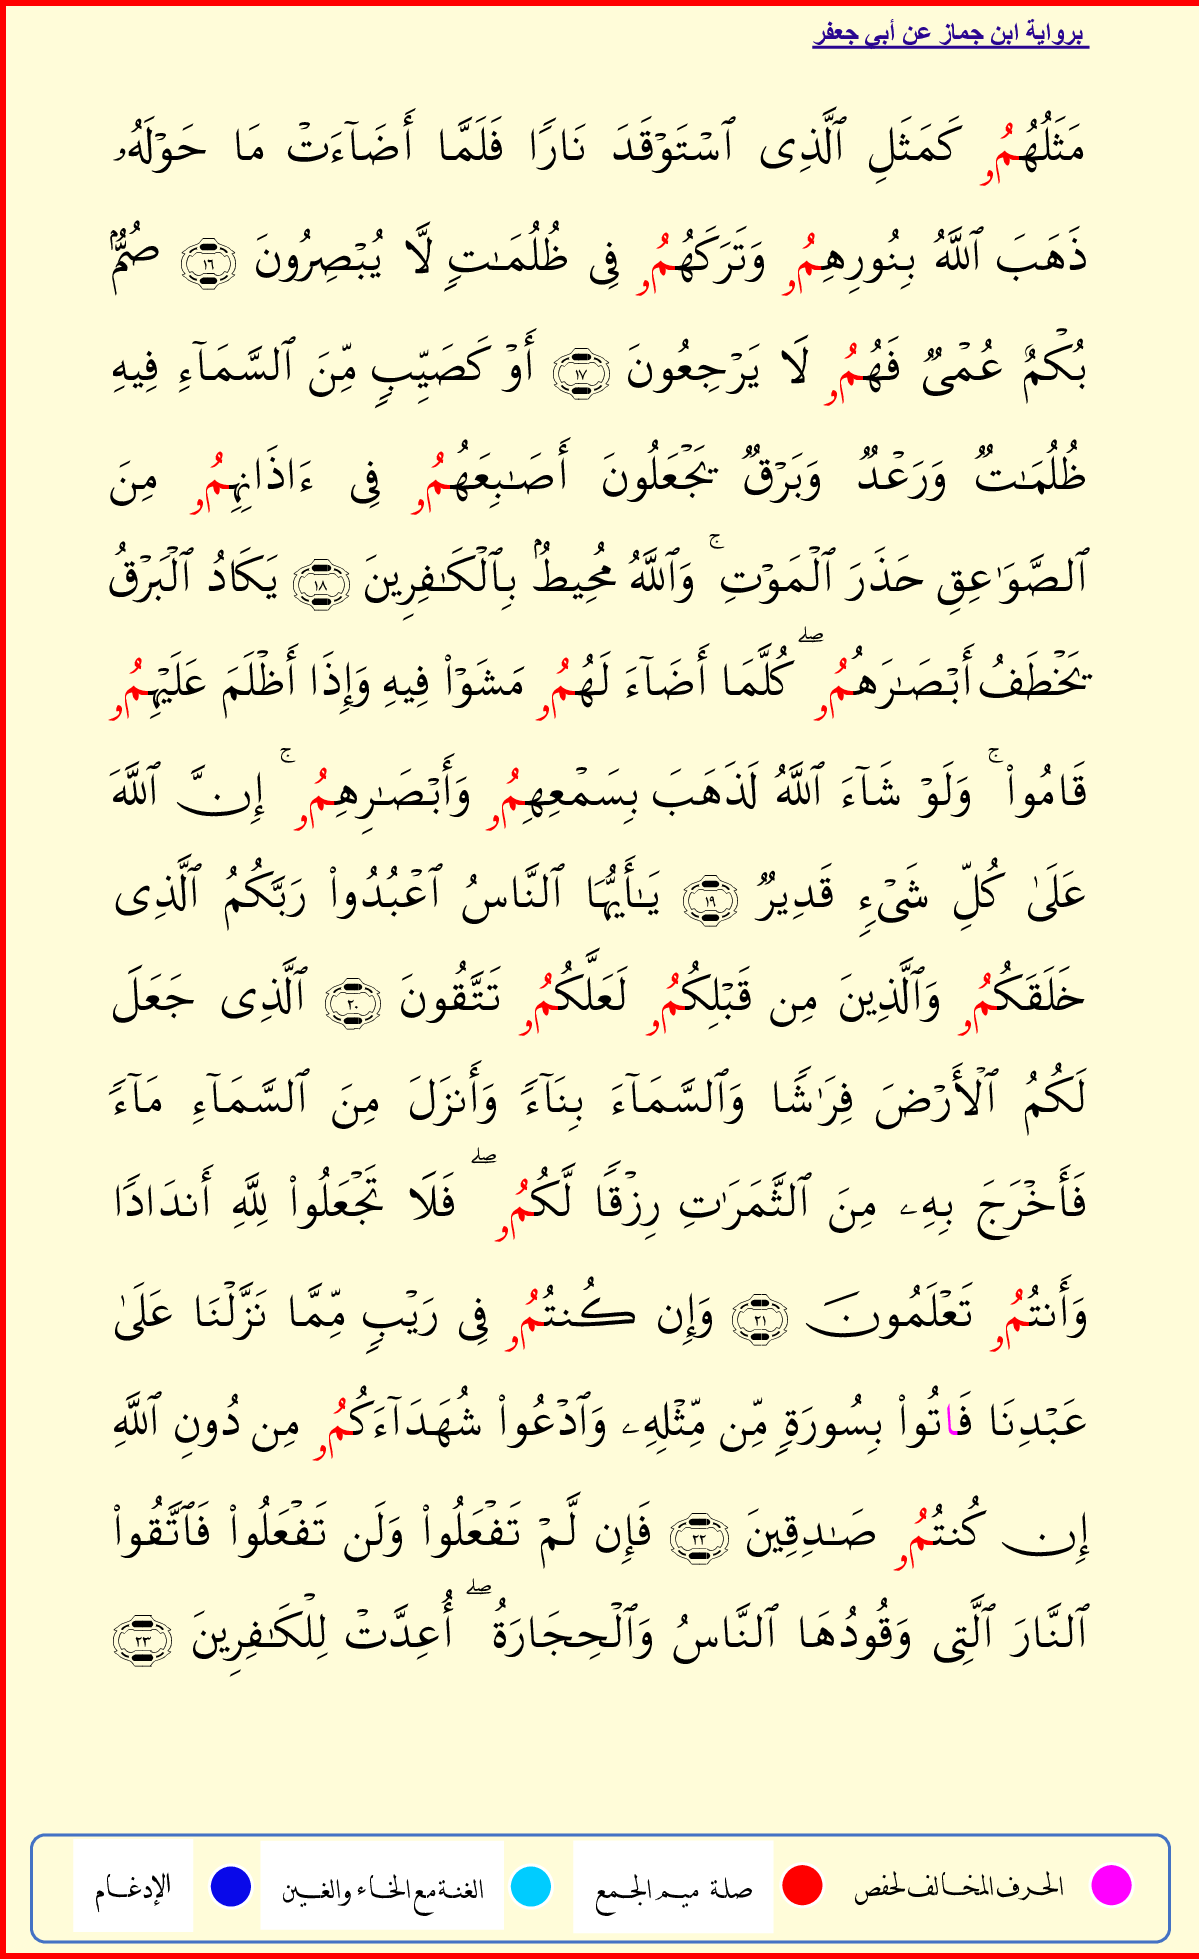 برواية ابن جماز عن أبي جعفر
مَثَلُهُمُۥ كَمَثَلِ ٱلَّذِى ٱسْتَوْقَدَ نَارًا فَلَمَّا أَضَآءَتْ مَا حَوْلَهُۥ
ذَهَبَ ٱللَّهُ بِنُورِهِمُۥ وَتَرَكَهُمُۥ فِى ظُلُمَـٰتٍ لَّا يُبْصِرُونَ ١٦ صُمٌّۢ
بُكْمٌ عُمْىٌ فَهُمُۥ لَا يَرْجِعُونَ ١٧ أَوْ كَصَيِّبٍ مِّنَ ٱلسَّمَآءِ فِيهِ
ظُلُمَـٰتٌ وَرَعْدٌ وَبَرْقٌ يَجْعَلُونَ أَصَـٰبِعَهُمُۥ فِى ءَاذَانِهِمُۥ مِنَ
ٱلصَّوَٰعِقِ حَذَرَ ٱلْمَوْتِ ۚ وَٱللَّهُ مُحِيطٌۢ بِٱلْكَـٰفِرِينَ ١٨ يَكَادُ ٱلْبَرْقُ
يَخْطَفُ أَبْصَـٰرَهُمُۥ ۖ كُلَّمَا أَضَآءَ لَهُمُۥ مَشَوْا۟ فِيهِ وَإِذَا أَظْلَمَ عَلَيْهِمُۥ
قَامُوا۟ ۚ وَلَوْ شَآءَ ٱللَّهُ لَذَهَبَ بِسَمْعِهِمُۥ وَأَبْصَـٰرِهِمُۥ ۚ إِنَّ ٱللَّهَ
عَلَىٰ كُلِّ شَىْءٍ قَدِيرٌ ١٩ يَـٰأَيُّهَا ٱلنَّاسُ ٱعْبُدُوا۟ رَبَّكُمُ ٱلَّذِى
خَلَقَكُمُۥ وَٱلَّذِينَ مِن قَبْلِكُمُۥ لَعَلَّكُمُۥ تَتَّقُونَ ٢٠ ٱلَّذِى جَعَلَ
لَكُمُ ٱلْأَرْضَ فِرَٰشًا وَٱلسَّمَآءَ بِنَآءً وَأَنزَلَ مِنَ ٱلسَّمَآءِ مَآءً
فَأَخْرَجَ بِهِۦ مِنَ ٱلثَّمَرَٰتِ رِزْقًا لَّكُمُۥ ۖ فَلَا تَجْعَلُوا۟ لِلَّهِ أَندَادًا
وَأَنتُمُۥ تَعْلَمُونَ ٢١ وَإِن كُنتُمُۥ فِى رَيْبٍ مِّمَّا نَزَّلْنَا عَلَىٰ
عَبْدِنَا فَاتُوا۟ بِسُورَةٍ مِّن مِّثْلِهِۦ وَٱدْعُوا۟ شُهَدَآءَكُمُۥ مِن دُونِ ٱللَّهِ
إِن كُنتُمُۥ صَـٰدِقِينَ ٢٢ فَإِن لَّمْ تَفْعَلُوا۟ وَلَن تَفْعَلُوا۟ فَٱتَّقُوا۟
ٱلنَّارَ ٱلَّتِى وَقُودُهَا ٱلنَّاسُ وَٱلْحِجَارَةُ ۖ أُعِدَّتْ لِلْكَـٰفِرِينَ ٢٣
الحرف المخالف لحفص صلة ميم الجمع الغنة مع الخاء والغين الإدغام